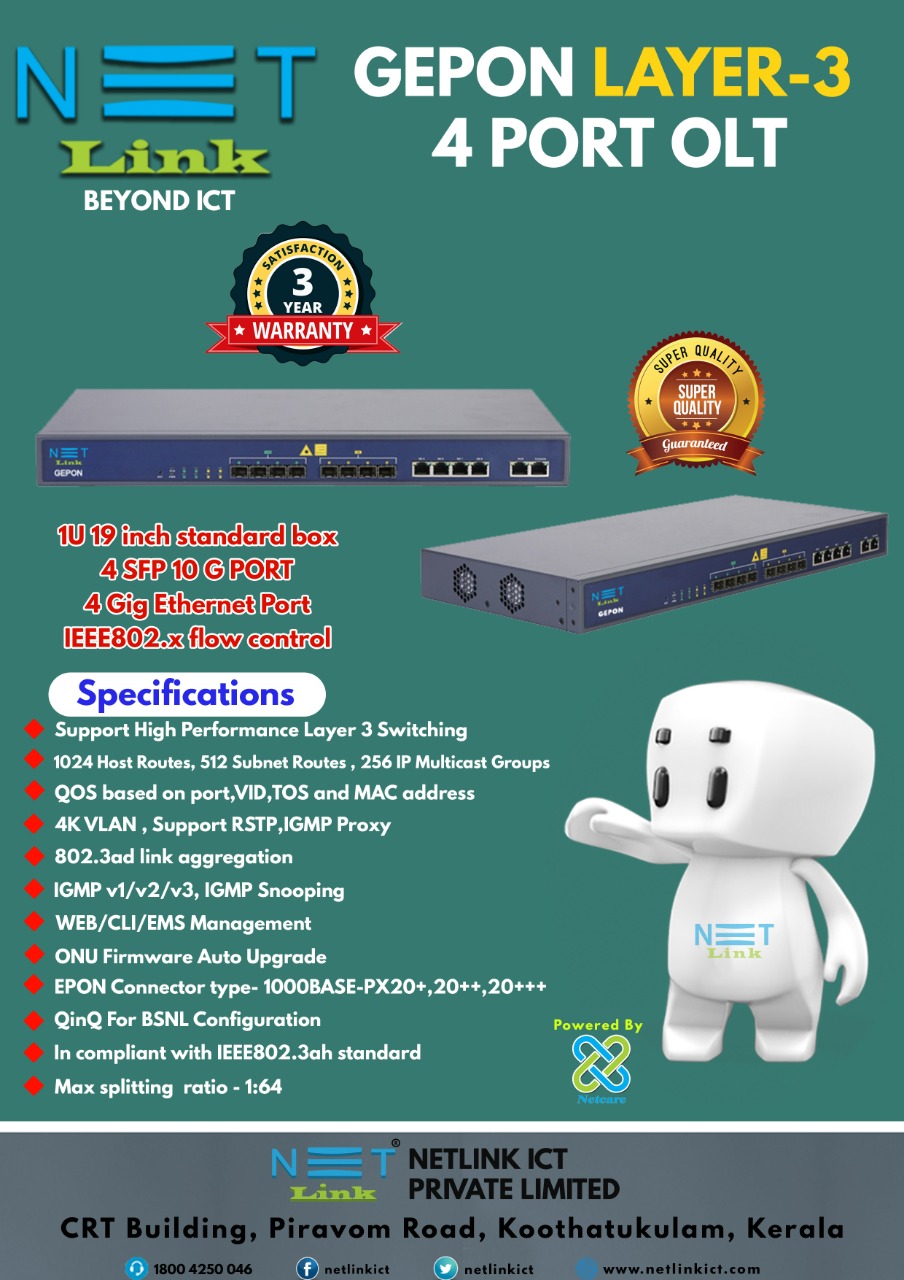 NET
Link
BEYOND ICT
GEPON LAYER-3
4 PORT OLT
SATISFACTION
3
YEAR
WARRANTY
SUPER QUALITY
SUPER
QUALITY
Guaranteed
NET
Link
GEPON
NET
Link
GEPON
1U 19 inch standard box
4 SFP 10 G PORT
4 Gig Ethernet Port
IEEE802.x flow control
Specifications
Support High Performance Layer 3 Switching
1024 Host Routes, 512 Subnet Routes , 256 IP Multicast Groups
QOS based on port,VID,TOS and MAC address
4K VLAN , Support RSTP,IGMP Proxy
802.3ad link aggregation
IGMP v1/v2/v3, IGMP Snooping
WEB/CLI/EMS Management
ONU Firmware Auto Upgrade
EPON Connector type- 1000BASE-PX20+,20++,20+++
QinQ For BSNL Configuration
In compliant with IEEE802.3ah standard
Max splitting ratio - 1:64
NET
Link
Powered By
Netcare
NET®
Link
NETLINK ICT
PRIVATE LIMITED
CRT Building, Piravom Road, Koothatukulam, Kerala
1800 4250 046 netlinkict netlinkict www.netlinkict.com